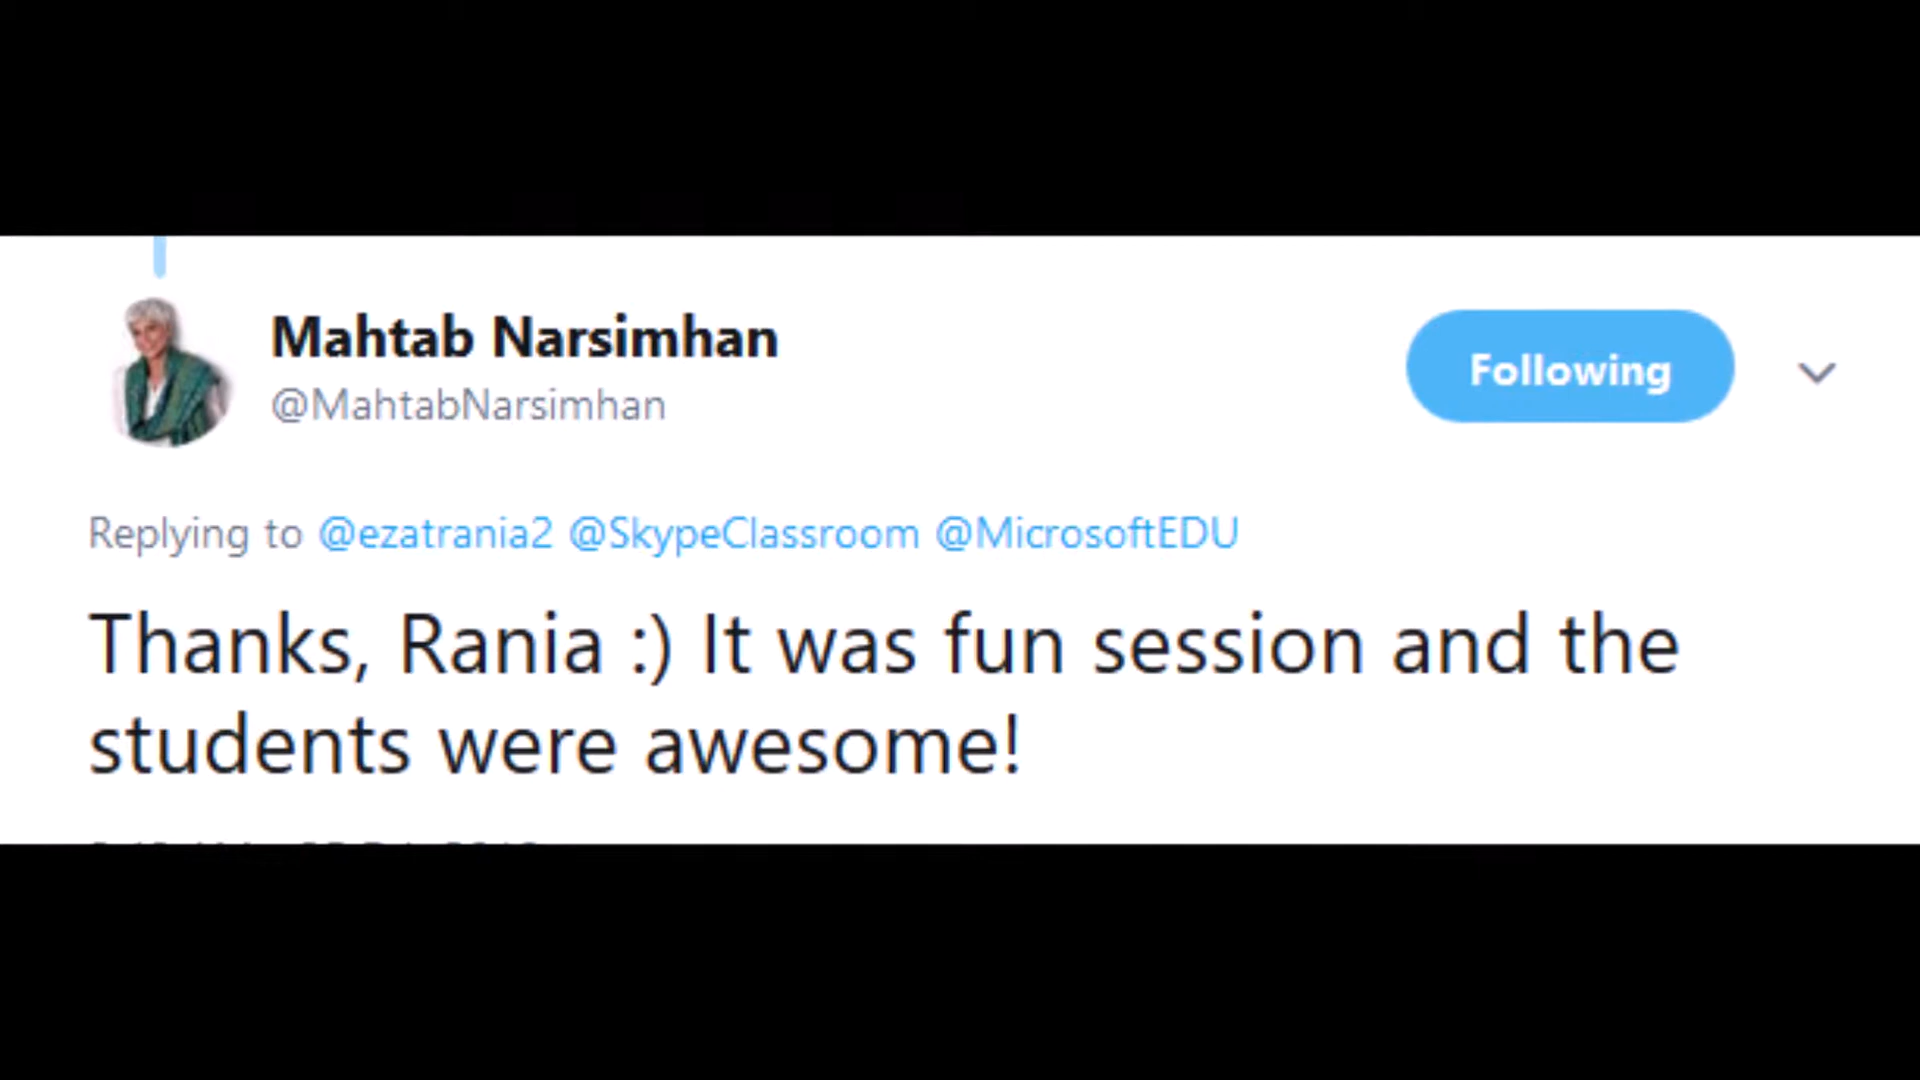 Mahtab Narsimhan
@MahtabNarsimhan
Following
Replying to @ezatrania2 @SkypeClassroom @MicrosoftEDU
Thanks, Rania :) It was fun session and the
students were awesome!